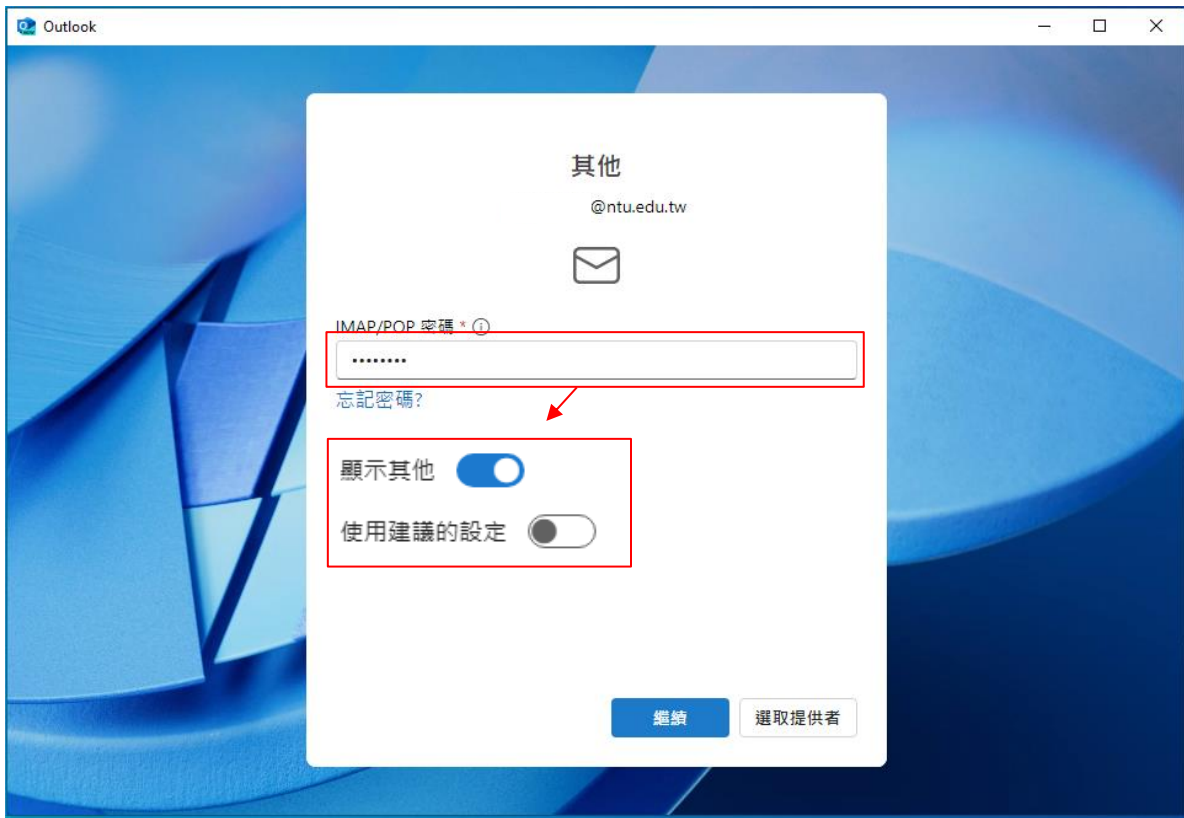 Outlook
其他
@ntu.edu.tw
IMAP/POP 密碼 *
••••••••
忘記密碼?
顯示其他
使用建議的設定
繼續 選取提供者